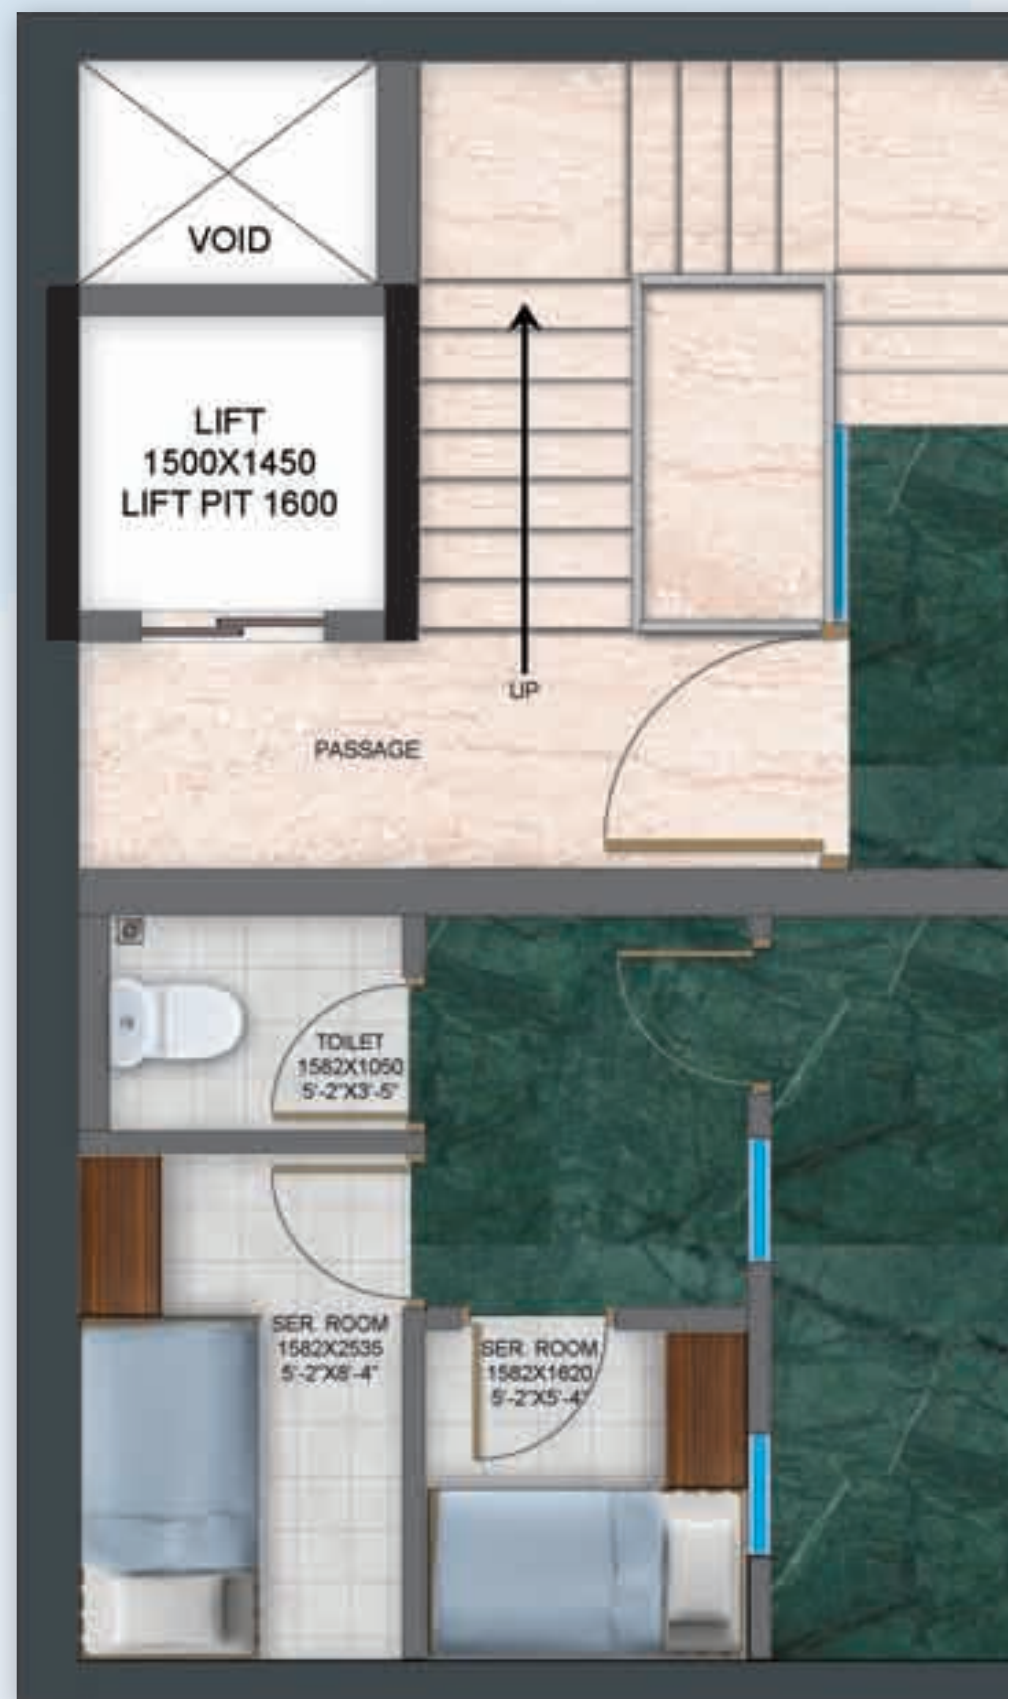 VOID
LIFT
1500X1450
LIFT PIT 1600
UP
PASSAGE
TOILET
1582X1050
5'-2"X3'-5"
SER. ROOM
1582X2535
5'-2"X8'-4"
SER. ROOM
1582X1620
5'-2"X5'-4"